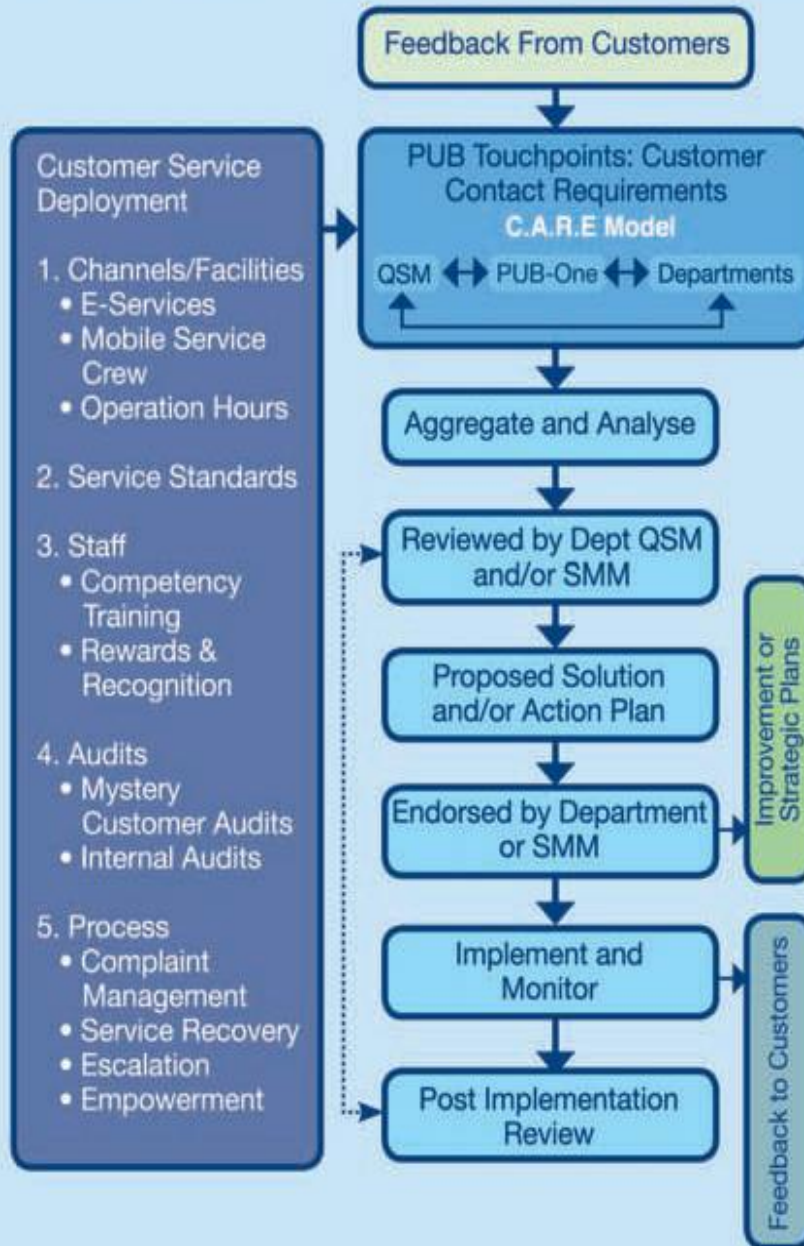 Feedback From Customers
Customer Service
Deployment
1. Channels/Facilities
• E-Services
• Mobile Service
Crew
• Operation Hours
2. Service Standards
3. Staff
• Competency
Training
• Rewards &
Recognition
4. Audits
• Mystery
Customer Audits
• Internal Audits
5. Process
• Complaint
Management
• Service Recovery
• Escalation
• Empowerment
PUB Touchpoints: Customer
Contact Requirements
C.A.R.E Model
QSM PUB-One Departments
Aggregate and Analyse
Reviewed by Dept QSM
and/or SMM
Proposed Solution
and/or Action Plan
Endorsed by Department
or SMM
Improvement or
Strategic Plans
Implement and
Monitor
Feedback to Customers
Post Implementation
Review